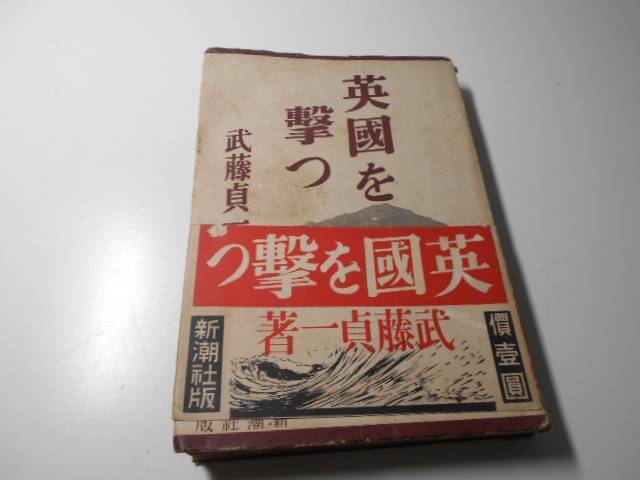 英國を
撃つ
武藤貞一
英國を撃つ
武藤貞一著
價壹圓
新潮社版
新潮社版